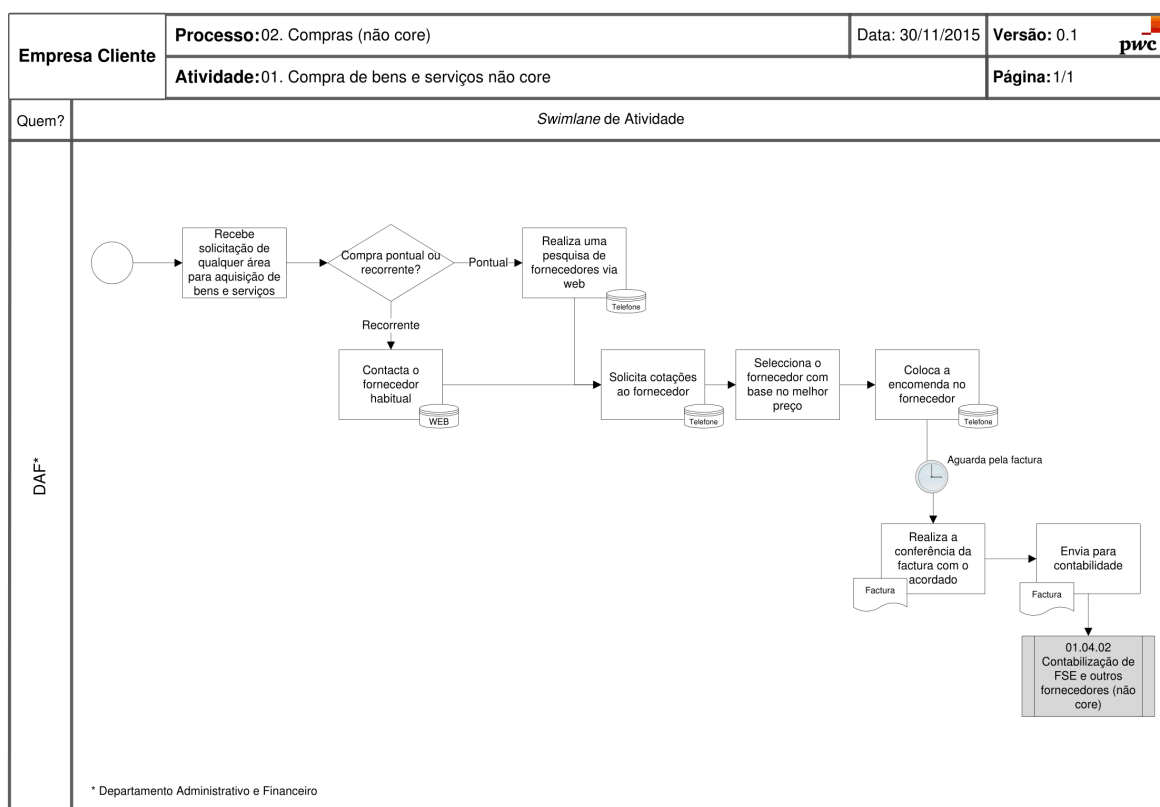 Empresa Cliente
Processo: 02. Compras (não core)
Data: 30/11/2015
Versão: 0.1
pwc
Atividade: 01. Compra de bens e serviços não core
Página: 1/1
Quem?
Swimlane de Atividade
DAF*
Recebe
solicitação de
qualquer área
para aquisição de
bens e serviços
Compra pontual ou
recorrente?
Pontual
Realiza uma
pesquisa de
fornecedores via
web
Telefone
Recorrente
Contacta o
fornecedor
habitual
WEB
Solicita cotações
ao fornecedor
Telefone
Selecciona o
fornecedor com
base no melhor
preço
Coloca a
encomenda no
fornecedor
Telefone
Aguarda pela factura
Realiza a
conferência da
factura com o
acordado
Factura
Envia para
contabilidade
Factura
01.04.02
Contabilização de
FSE e outros
fornecedores (não
core)
* Departamento Administrativo e Financeiro